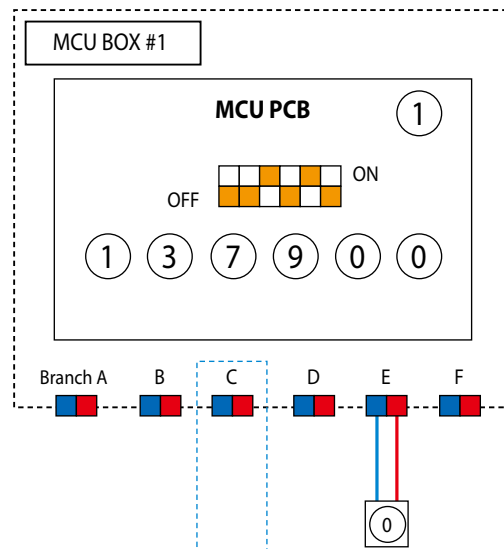 MCU BOX #1
MCU PCB 1
ON
OFF
1 3 7 9 0 0
Branch A B C D E F
0